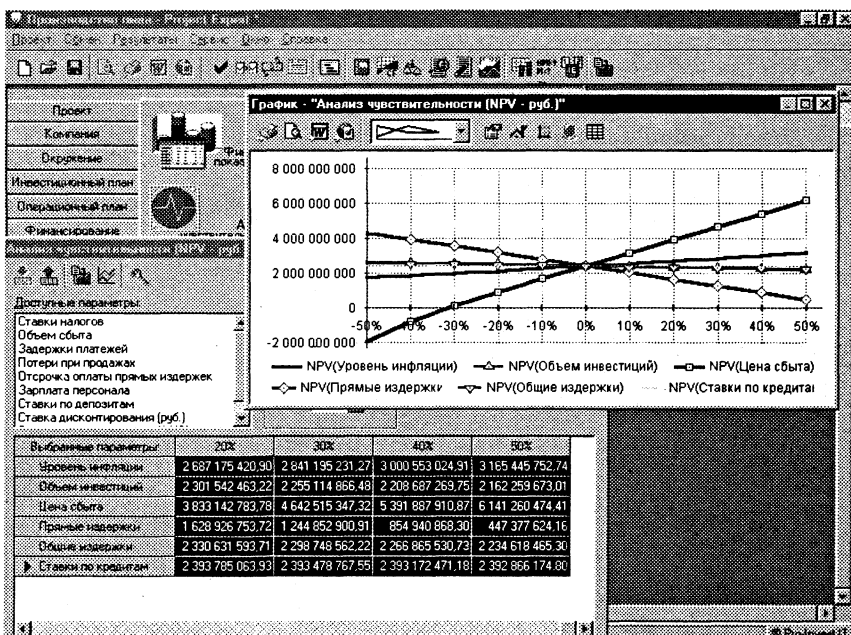 Производство пива - Project Expert
Проект Обмен Результаты Сервис Окно Справка
Проект
Компания
Окружение
Инвестиционный план
Операционный план
Финансирование
График - "Анализ чувствительности (NPV - руб.)"
8 000 000 000
6 000 000 000
4 000 000 000
2 000 000 000
0
-50% -40% -30% -20% -10% 0% 10% 20% 30% 40% 50%
-2 000 000 000
NPV(Уровень инфляции) NPV(Объем инвестиций) NPV(Цена сбыта)
NPV(Прямые издержки NPV(Общие издержки) NPV(Ставки по кредитаı
Доступные параметры:
Ставки налогов
Объем сбыта
Задержки платежей
Потери при продажах
Отсрочка оплаты прямых издержек
Зарплата персонала
Ставки по депозитам
Ставка дисконтирования (руб.)
Выбранные параметры: 20% 30% 40% 50%
Уровень инфляции 2 687 175 420,90 2 841 195 231,27 3 000 553 024,91 3 165 445 752,74
Объем инвестиций 2 301 542 463,22 2 255 114 866,48 2 208 687 269,75 2 162 259 673,01
Цена сбыта 3 833 142 783,78 4 642 515 347,32 5 391 887 910,87 6 141 260 474,41
Прямые издержки 1 628 926 753,72 1 244 852 900,91 854 940 868,30 447 377 624,16
Общие издержки 2 330 631 593,71 2 298 748 562,22 2 266 865 530,73 2 234 618 465,30
Ставки по кредитам 2 393 785 063,93 2 393 478 767,55 2 393 172 471,18 2 392 866 174,80